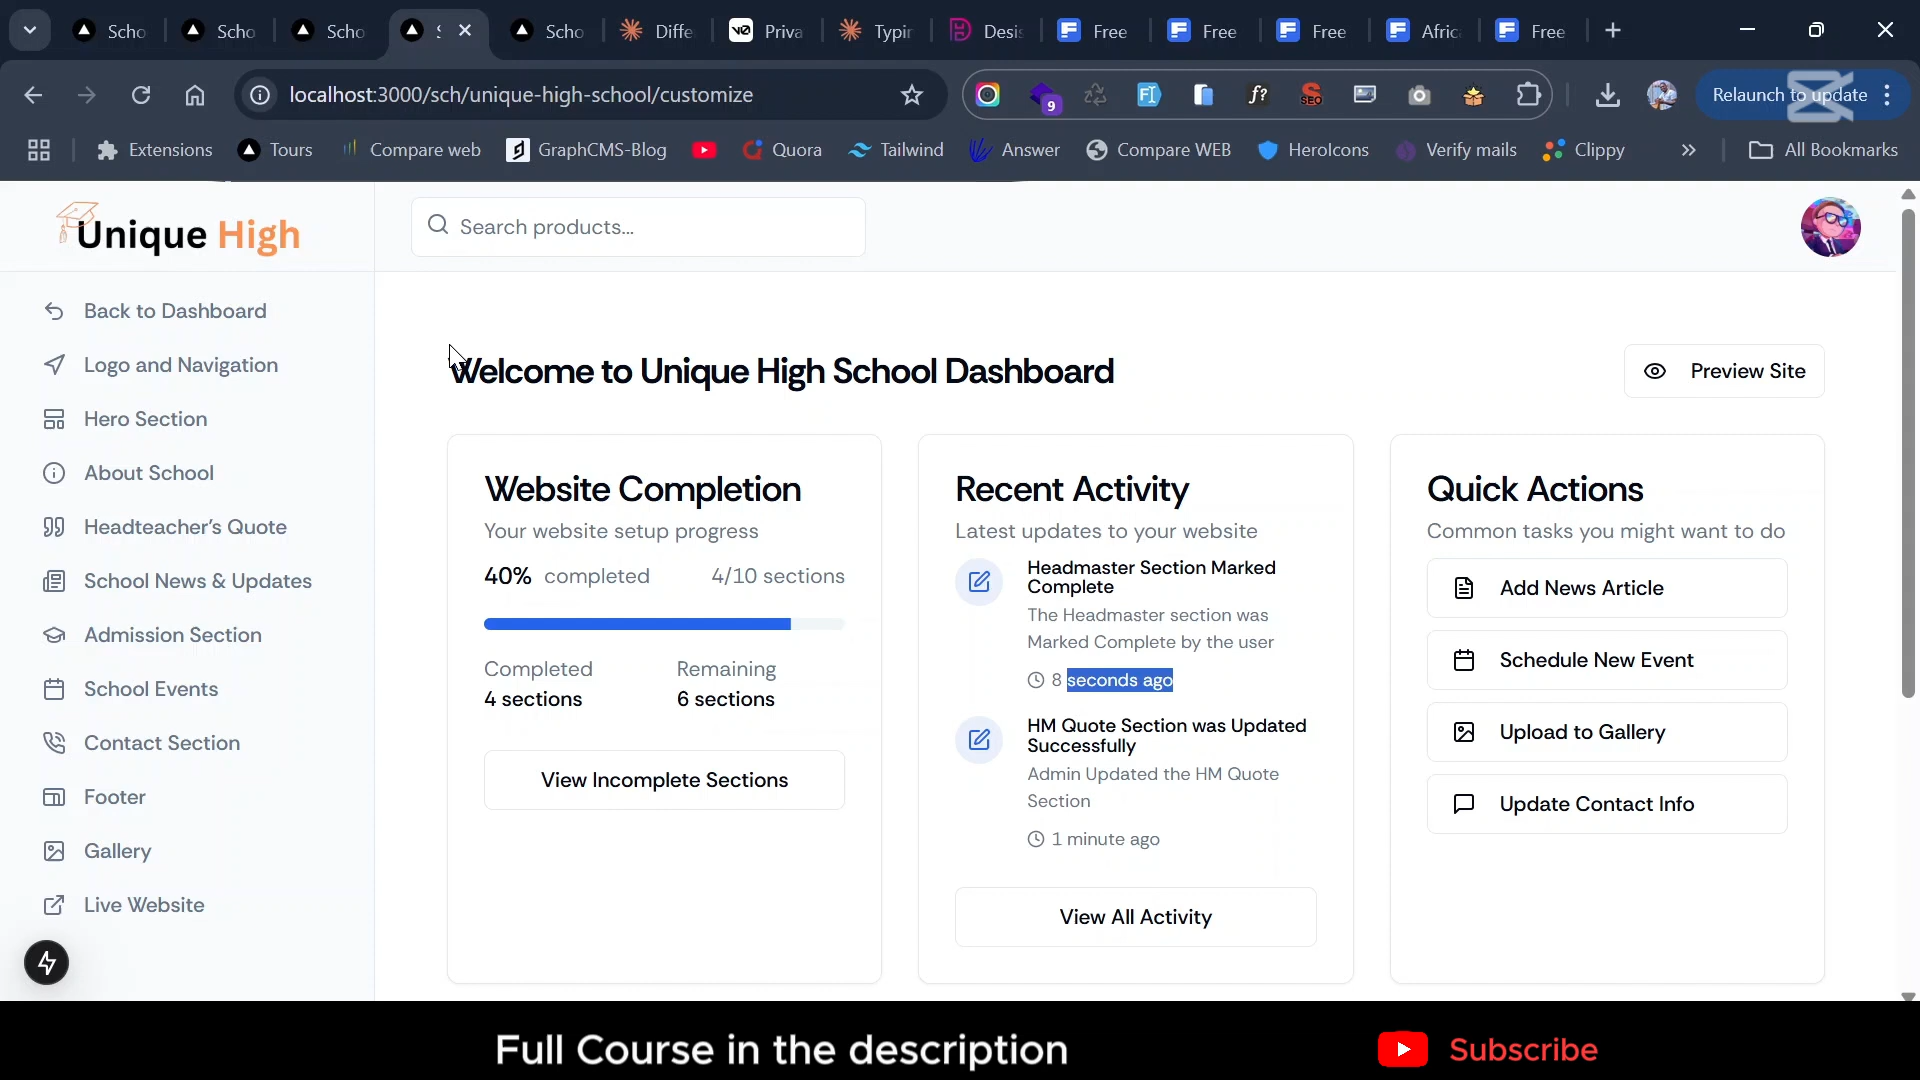 Scho
Scho
Scho
Scho
Diffe
Priva
Typin
Desig
Free
Free
Free
Afric
Free
localhost:3000/sch/unique-high-school/customize
9
f?
SEO
Relaunch to update
Extensions
Tours
Compare web
GraphCMS-Blog
Quora
Tailwind
Answer
Compare WEB
HeroIcons
Verify mails
Clippy
All Bookmarks
Unique High
Search products...
Back to Dashboard
Logo and Navigation
Hero Section
About School
Headteacher's Quote
School News & Updates
Admission Section
School Events
Contact Section
Footer
Gallery
Live Website
Welcome to Unique High School Dashboard
Preview Site
Website Completion
Your website setup progress
40% completed
4/10 sections
Completed
4 sections
Remaining
6 sections
View Incomplete Sections
Recent Activity
Latest updates to your website
Headmaster Section Marked
Complete
The Headmaster section was
Marked Complete by the user
8 seconds ago
HM Quote Section was Updated
Successfully
Admin Updated the HM Quote
Section
1 minute ago
View All Activity
Quick Actions
Common tasks you might want to do
Add News Article
Schedule New Event
Upload to Gallery
Update Contact Info
Full Course in the description
Subscribe